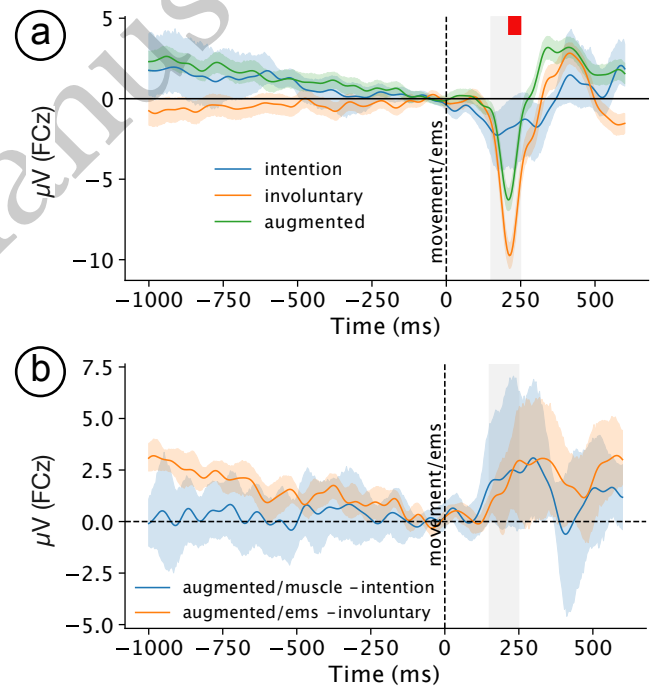 a
5
0
−5
−10
μV (FCz)
intention
involuntary
augmented
movement/ems
−1000 −750 −500 −250 0 250 500
Time (ms)
b
7.5
5.0
2.5
0.0
−2.5
−5.0
μV (FCz)
movement/ems
augmented/muscle −intention
augmented/ems −involuntary
−1000 −750 −500 −250 0 250 500
Time (ms)
anus